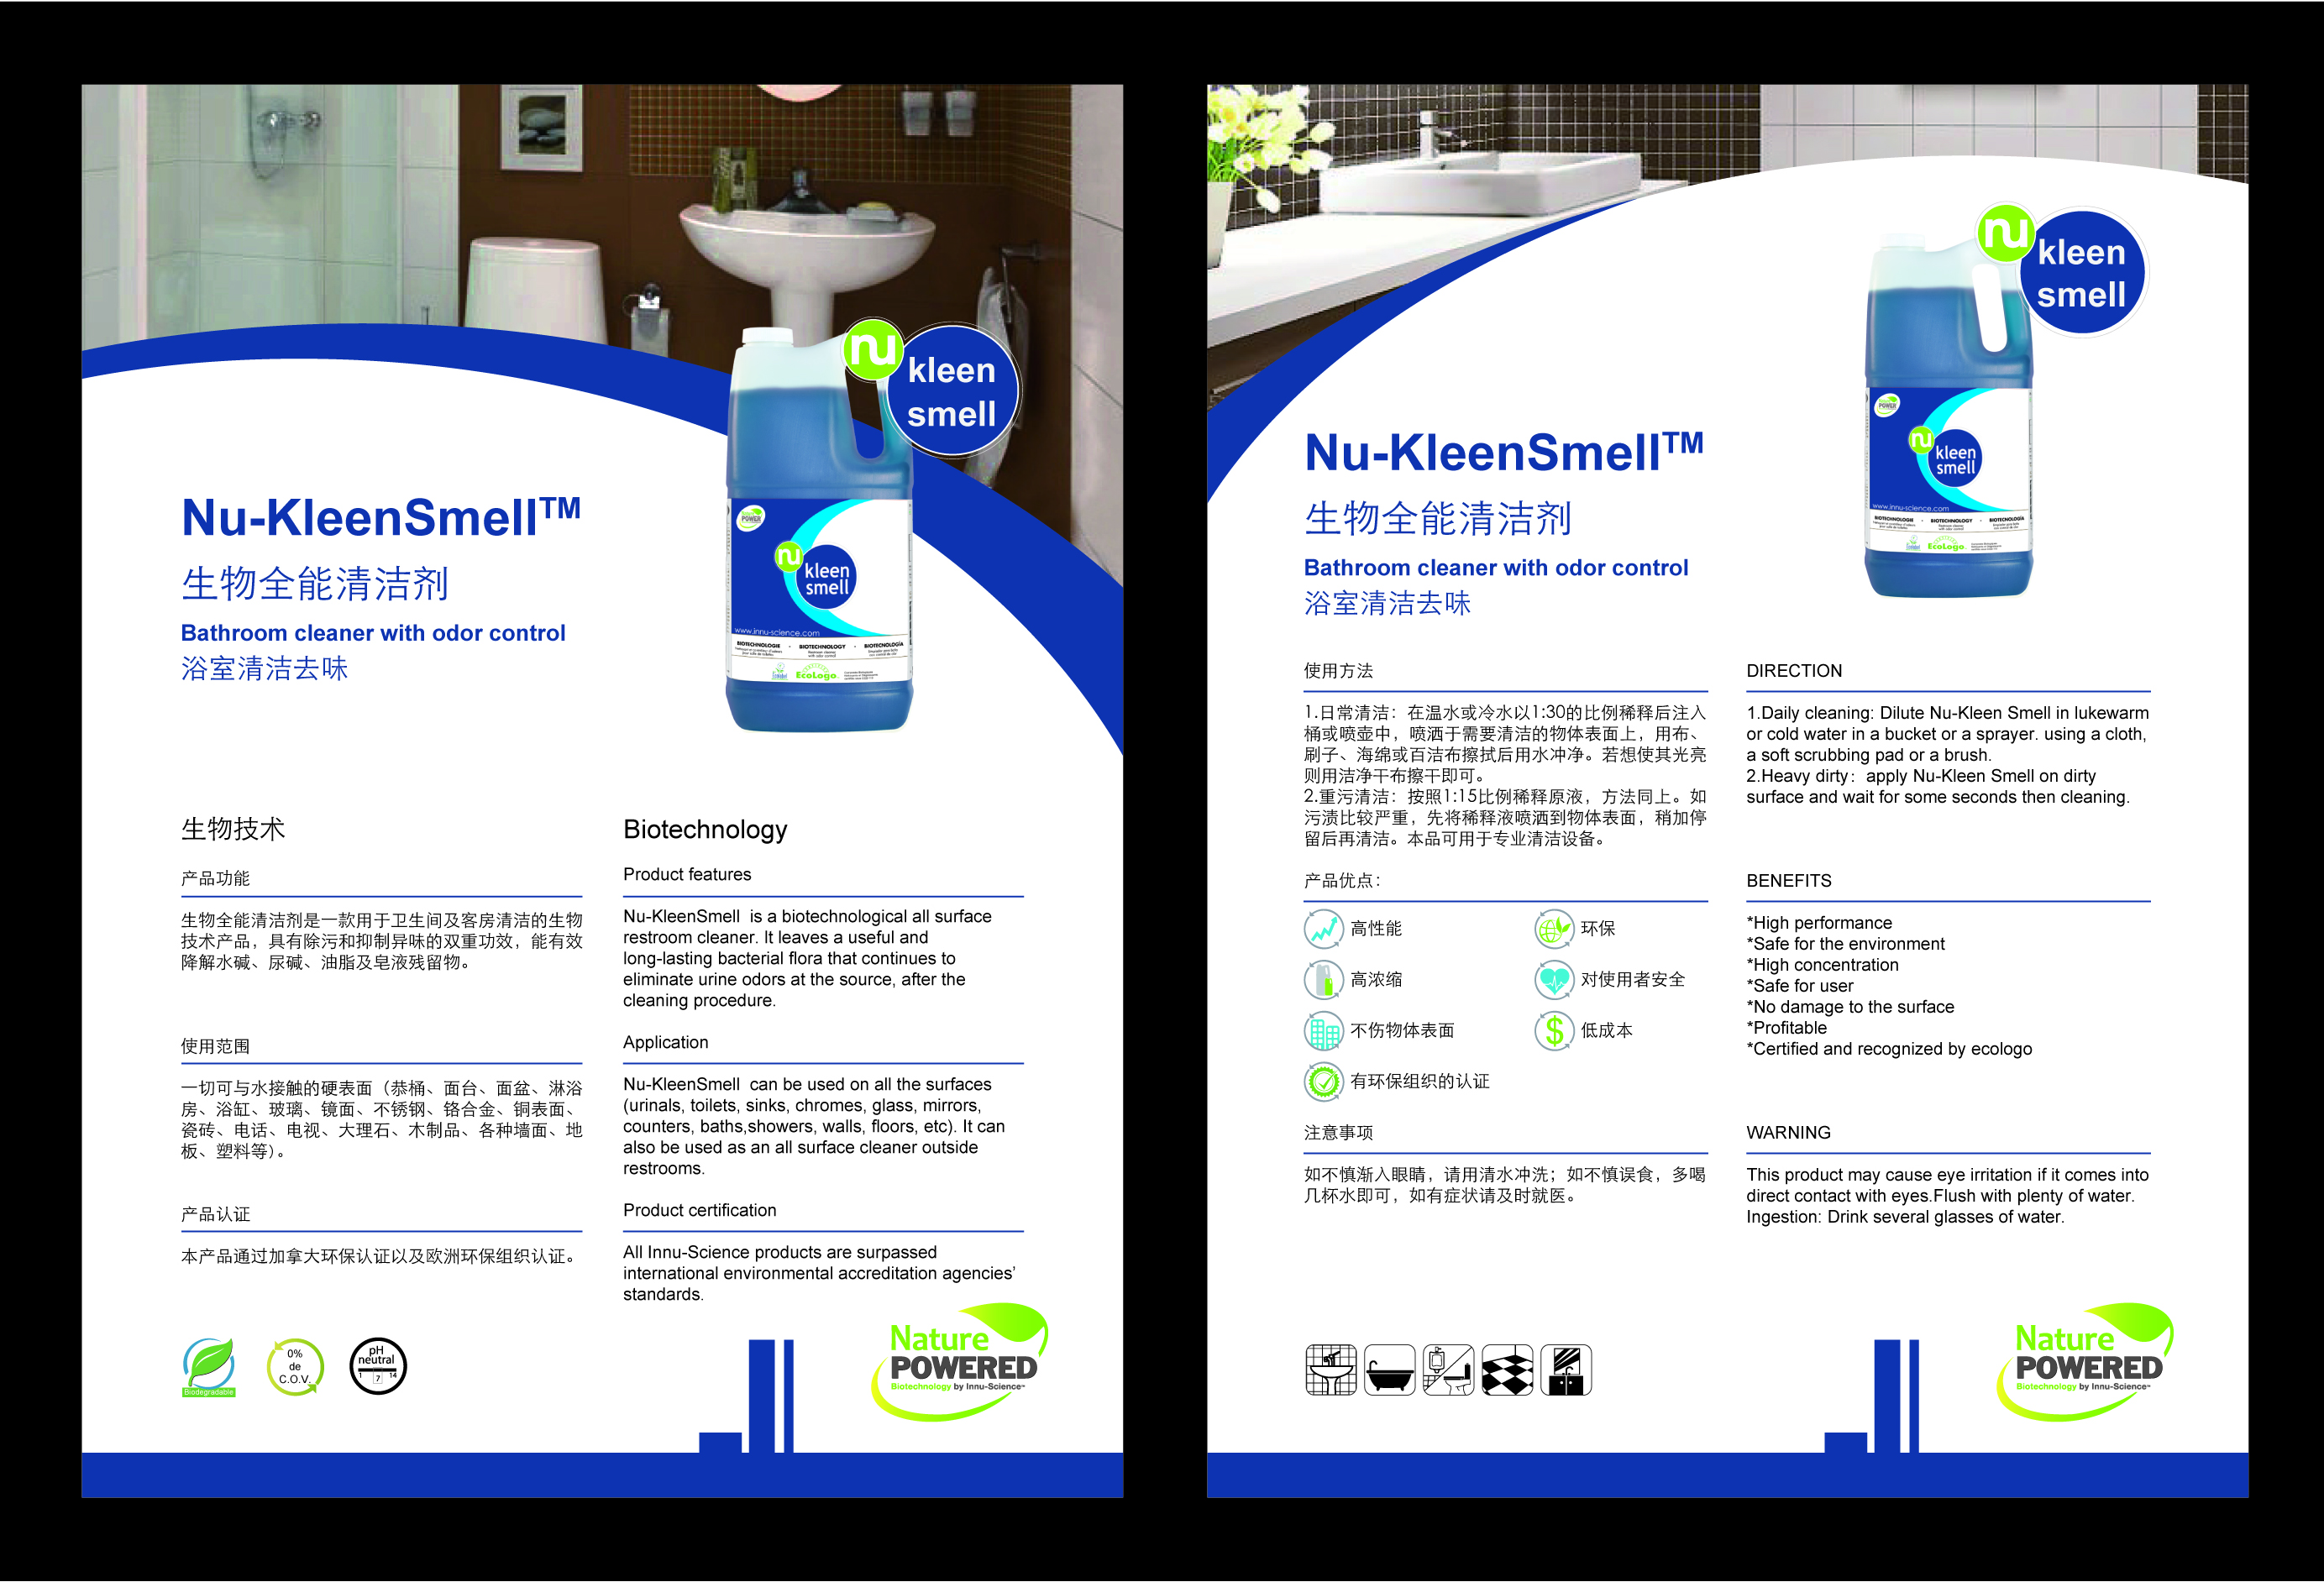 nu
kleen
smell
Nu-KleenSmell™
生物全能清洁剂
Bathroom cleaner with odor control
浴室清洁去味
Nature
POWER
nu
kleen
smell
www.innu-science.com
BIOTECHNOLOGIE - BIOTECHNOLOGY - BIOTECNOLOGÍA
EcoLogo
生物技术
产品功能
生物全能清洁剂是一款用于卫生间及客房清洁的生物
技术产品，具有除污和抑制异味的双重功效，能有效
降解水碱、尿碱、油脂及皂液残留物。
使用范围
一切可与水接触的硬表面（恭桶、面台、面盆、淋浴
房、浴缸、玻璃、镜面、不锈钢、铬合金、铜表面、
瓷砖、电话、电视、大理石、木制品、各种墙面、地
板、塑料等）。
产品认证
本产品通过加拿大环保认证以及欧洲环保组织认证。
Biotechnology
Product features
Nu-KleenSmell  is a biotechnological all surface
restroom cleaner. It leaves a useful and
long-lasting bacterial flora that continues to
eliminate urine odors at the source, after the
cleaning procedure.
Application
Nu-KleenSmell  can be used on all the surfaces
(urinals, toilets, sinks, chromes, glass, mirrors,
counters, baths,showers, walls, floors, etc). It can
also be used as an all surface cleaner outside
restrooms.
Product certification
All Innu-Science products are surpassed
international environmental accreditation agencies’
standards.
Biodegradable
0%
de
C.O.V.
pH
neutral
1 7 14
Nature
POWERED
Biotechnology by Innu-Science™
nu
kleen
smell
Nu-KleenSmell™
生物全能清洁剂
Bathroom cleaner with odor control
浴室清洁去味
Nature
POWER
nu
kleen
smell
www.innu-science.com
BIOTECHNOLOGIE - BIOTECHNOLOGY - BIOTECNOLOGÍA
EcoLogo
使用方法
1.日常清洁：在温水或冷水以1:30的比例稀释后注入
桶或喷壶中，喷洒于需要清洁的物体表面上，用布、
刷子、海绵或百洁布擦拭后用水冲净。若想使其光亮
则用洁净干布擦干即可。
2.重污清洁：按照1:15比例稀释原液，方法同上。如
污渍比较严重，先将稀释液喷洒到物体表面，稍加停
留后再清洁。本品可用于专业清洁设备。
产品优点：
高性能
环保
高浓缩
对使用者安全
不伤物体表面
低成本
有环保组织的认证
注意事项
如不慎渐入眼睛，请用清水冲洗；如不慎误食，多喝
几杯水即可，如有症状请及时就医。
DIRECTION
1.Daily cleaning: Dilute Nu-Kleen Smell in lukewarm
or cold water in a bucket or a sprayer. using a cloth,
a soft scrubbing pad or a brush.
2.Heavy dirty：apply Nu-Kleen Smell on dirty
surface and wait for some seconds then cleaning.
BENEFITS
*High performance
*Safe for the environment
*High concentration
*Safe for user
*No damage to the surface
*Profitable
*Certified and recognized by ecologo
WARNING
This product may cause eye irritation if it comes into
direct contact with eyes.Flush with plenty of water.
Ingestion: Drink several glasses of water.
Nature
POWERED
Biotechnology by Innu-Science™